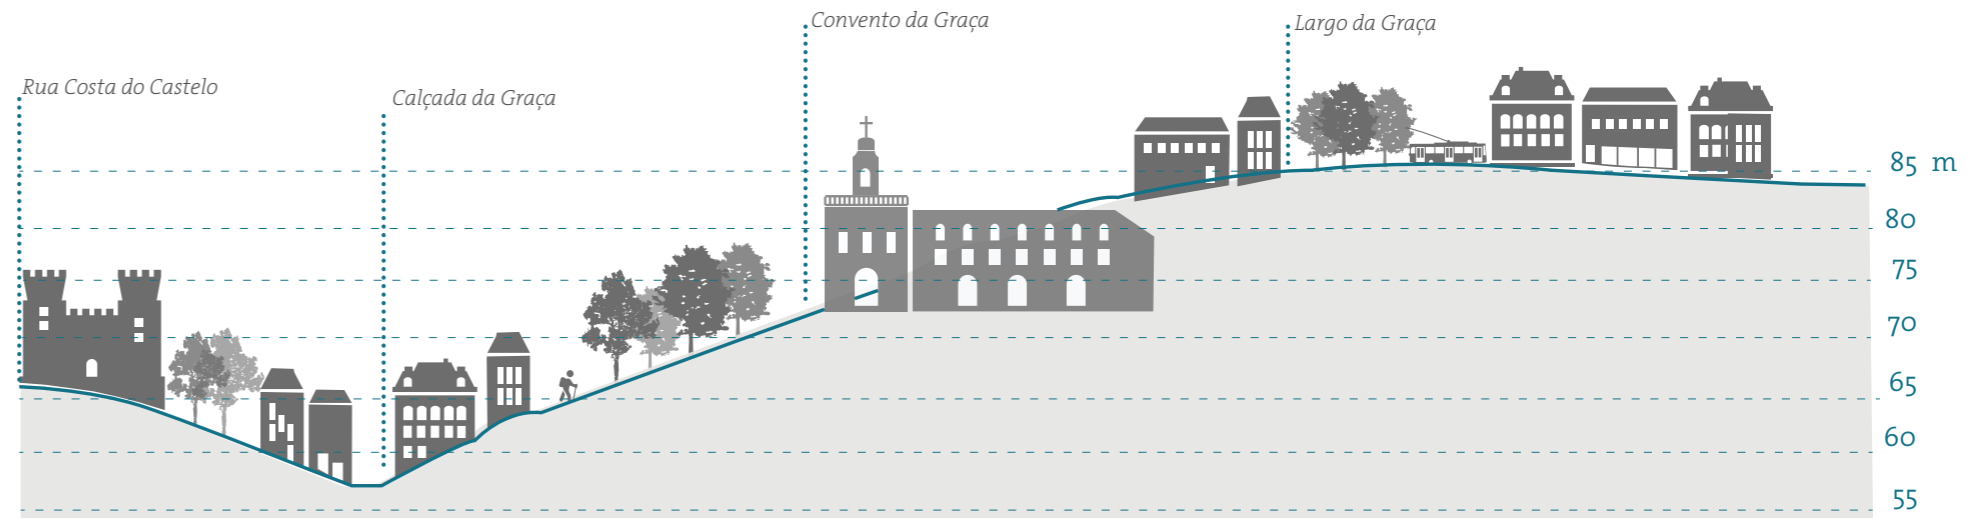 Convento da Graça
Largo da Graça
Rua Costa do Castelo
Calçada da Graça
85 m
80
75
70
65
60
55